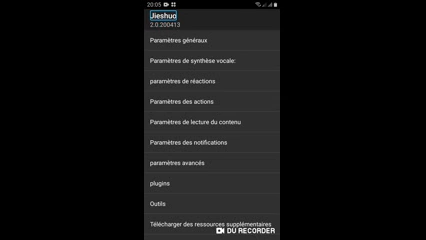 20:05
Jieshuo
2.0.200413
Paramètres généraux
Paramètres de synthèse vocale:
paramètres de réactions
Paramètres des actions
Paramètres de lecture du contenu
Paramètres des notifications
paramètres avancés
plugins
Outils
Télécharger des ressources supplémentaires
DU RECORDER